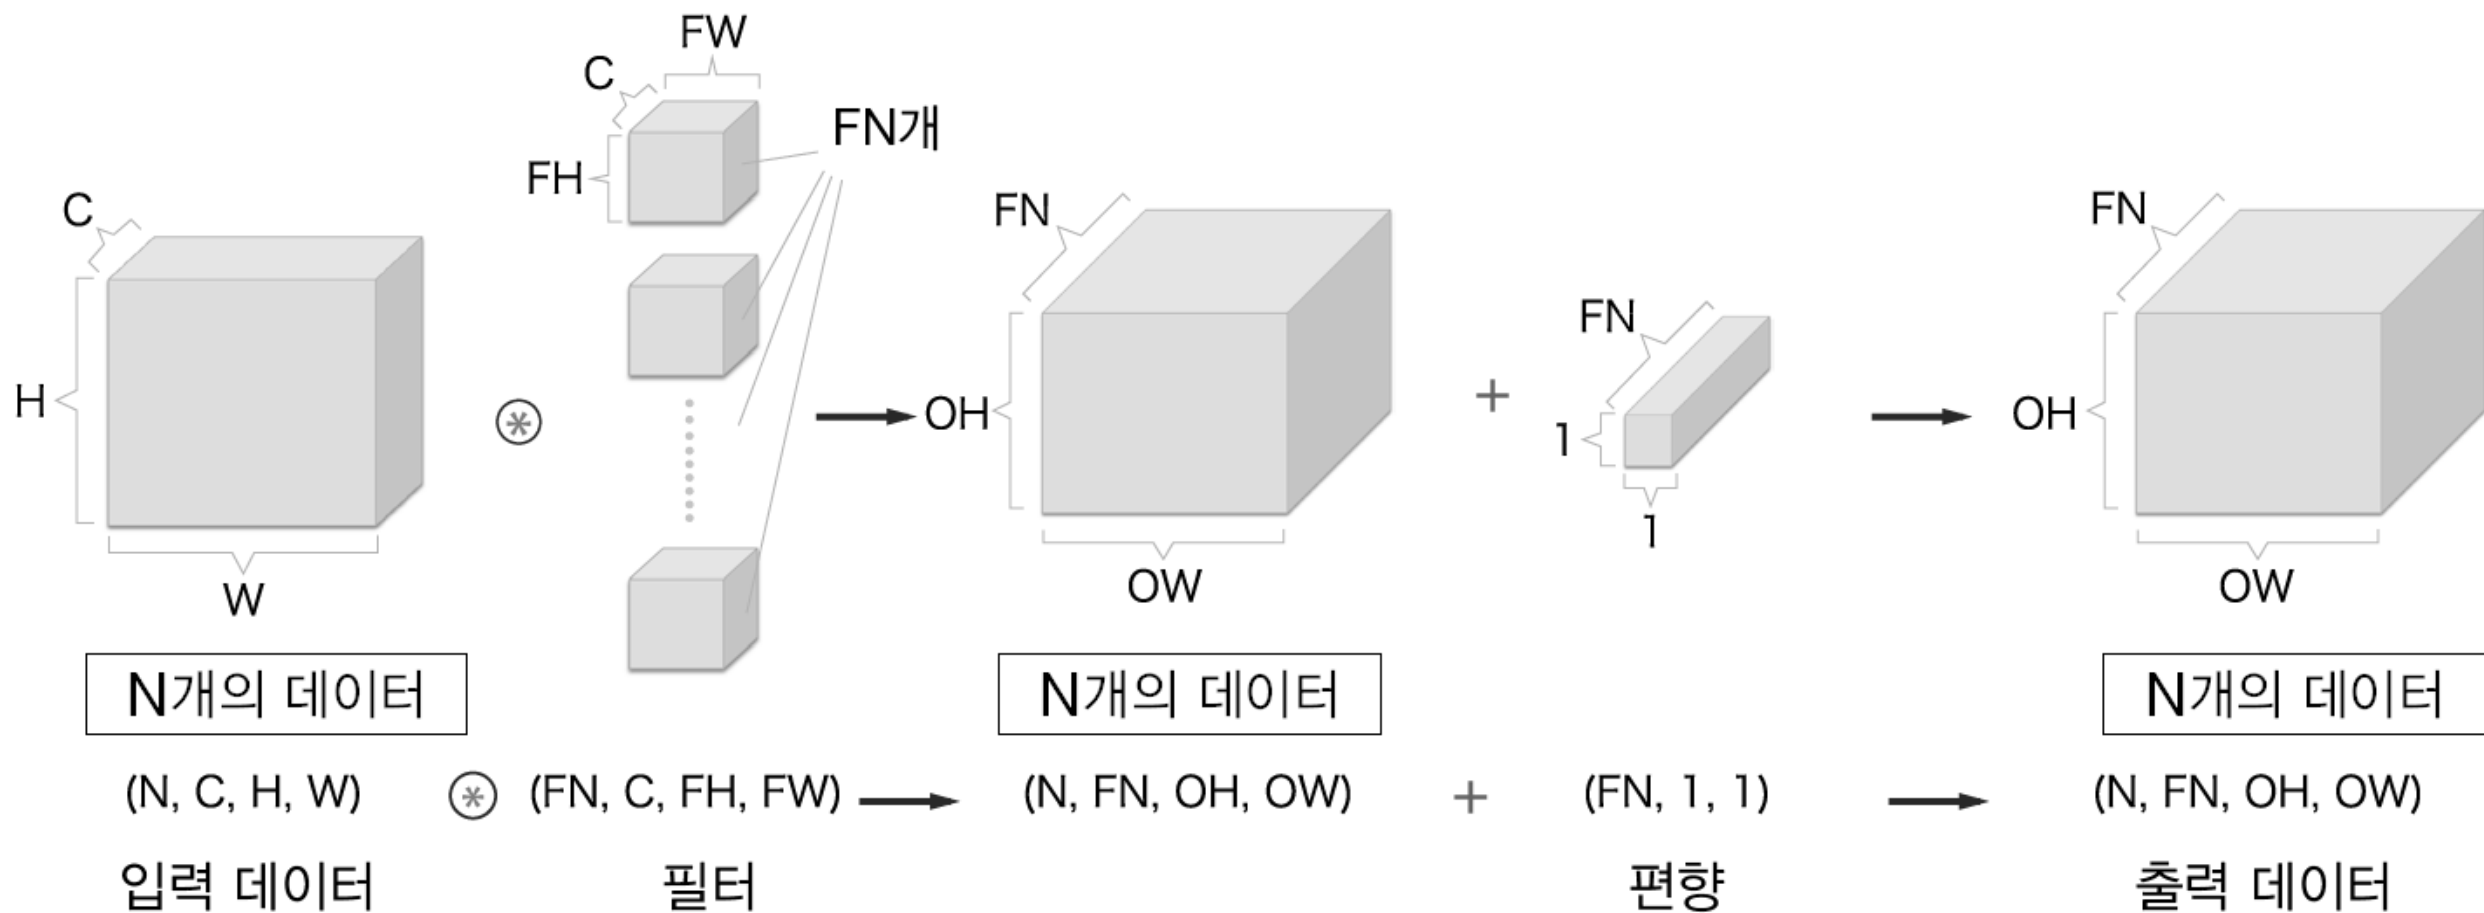 FW
C
FN개
FH
C
H
W
FN
OH
OW
+
FN
1
1
FN
OH
OW
N개의 데이터
N개의 데이터
N개의 데이터
(N, C, H, W) ⊛ (FN, C, FH, FW) → (N, FN, OH, OW) + (FN, 1, 1) → (N, FN, OH, OW)
입력 데이터 필터 편향 출력 데이터